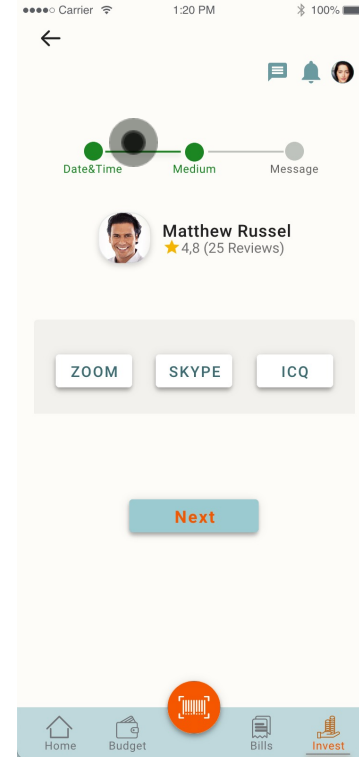 Carrier 1:20 PM 100%
Date&Time Medium Message
Matthew Russel
4,8 (25 Reviews)
ZOOM SKYPE ICQ
Next
Home Budget Bills Invest